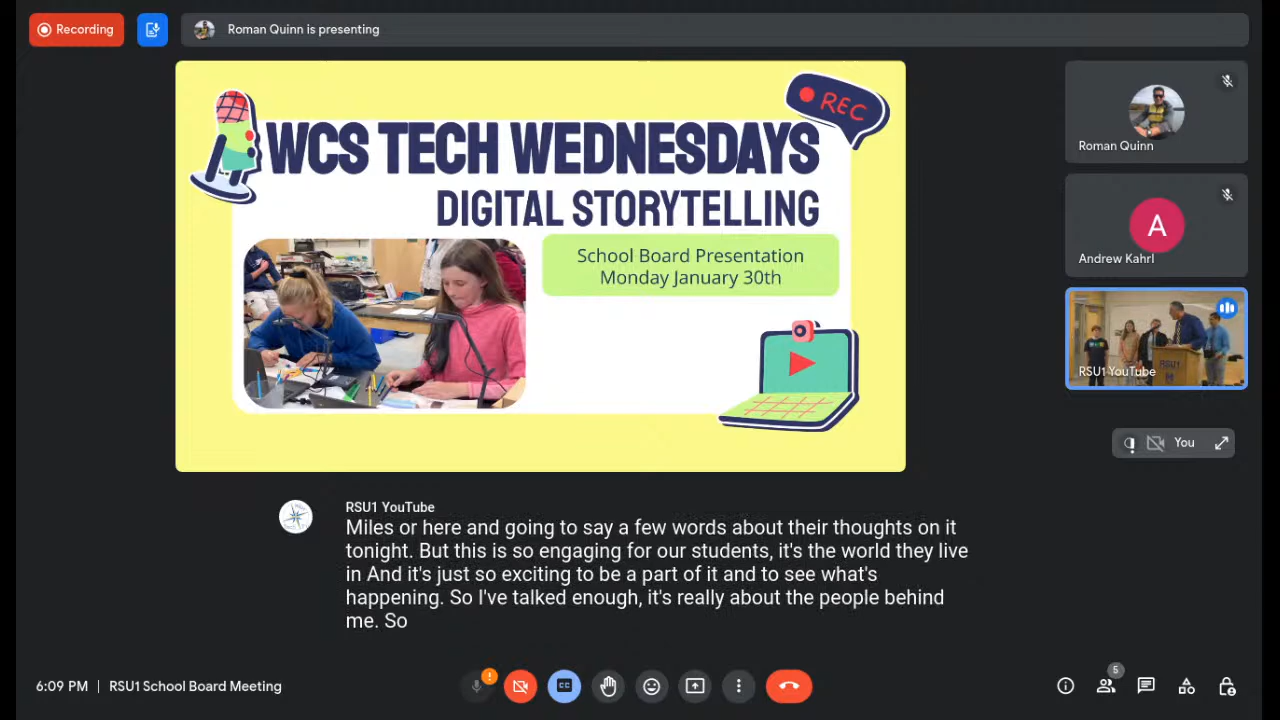 Recording
Roman Quinn is presenting
REC
WCS TECH WEDNESDAYS
DIGITAL STORYTELLING
School Board Presentation
Monday January 30th
Roman Quinn
A
Andrew Kahrl
RSU1
RSU1 YouTube
You
RSU1 YouTube
Miles or here and going to say a few words about their thoughts on it
tonight. But this is so engaging for our students, it's the world they live
in And it's just so exciting to be a part of it and to see what's
happening. So I've talked enough, it's really about the people behind
me. So
6:09 PM | RSU1 School Board Meeting
CC
5